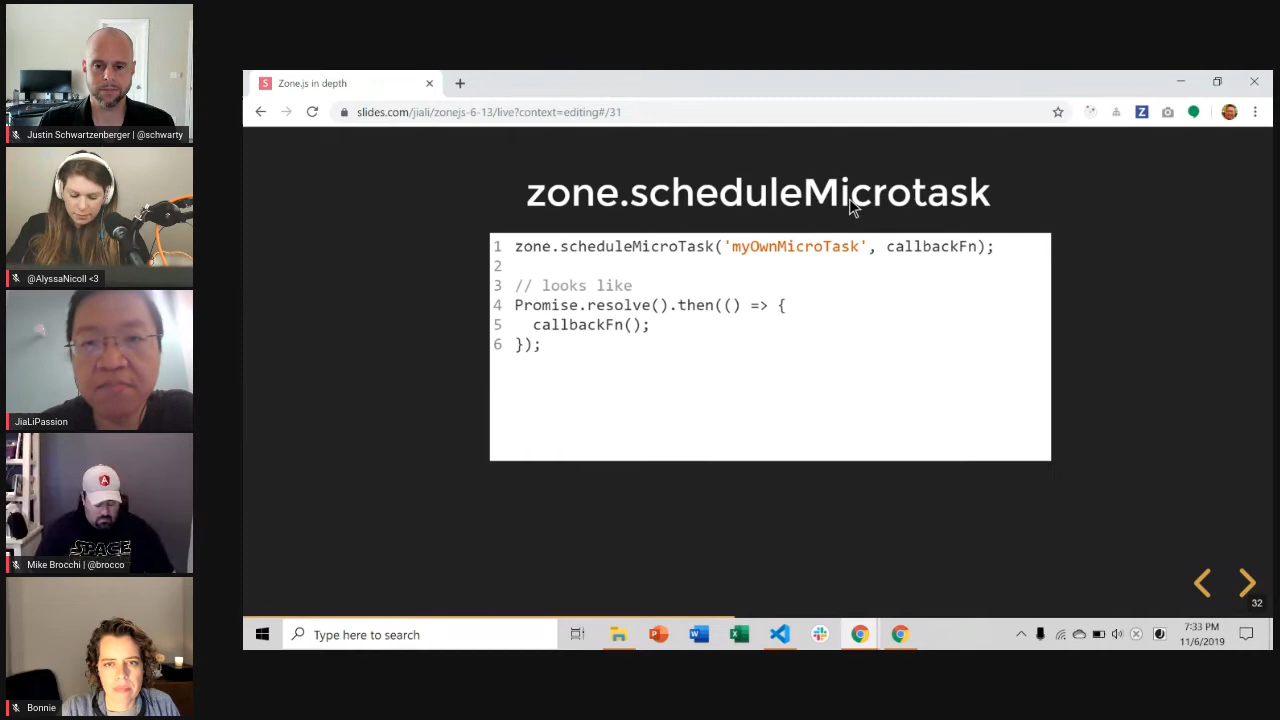 Justin Schwartzenberger | @schwarty
@AlyssaNicoll <3
JiaLiPassion
SPACE
Mike Brocchi | @brocco
Bonnie
Zone.js in depth
slides.com/jiali/zonejs-6-13/live?context=editing#/31
zone.scheduleMicrotask
1 zone.scheduleMicroTask('myOwnMicroTask', callbackFn);
2
3 // looks like
4 Promise.resolve().then(() => {
5 callbackFn();
6 });
32
Type here to search
7:33 PM
11/6/2019